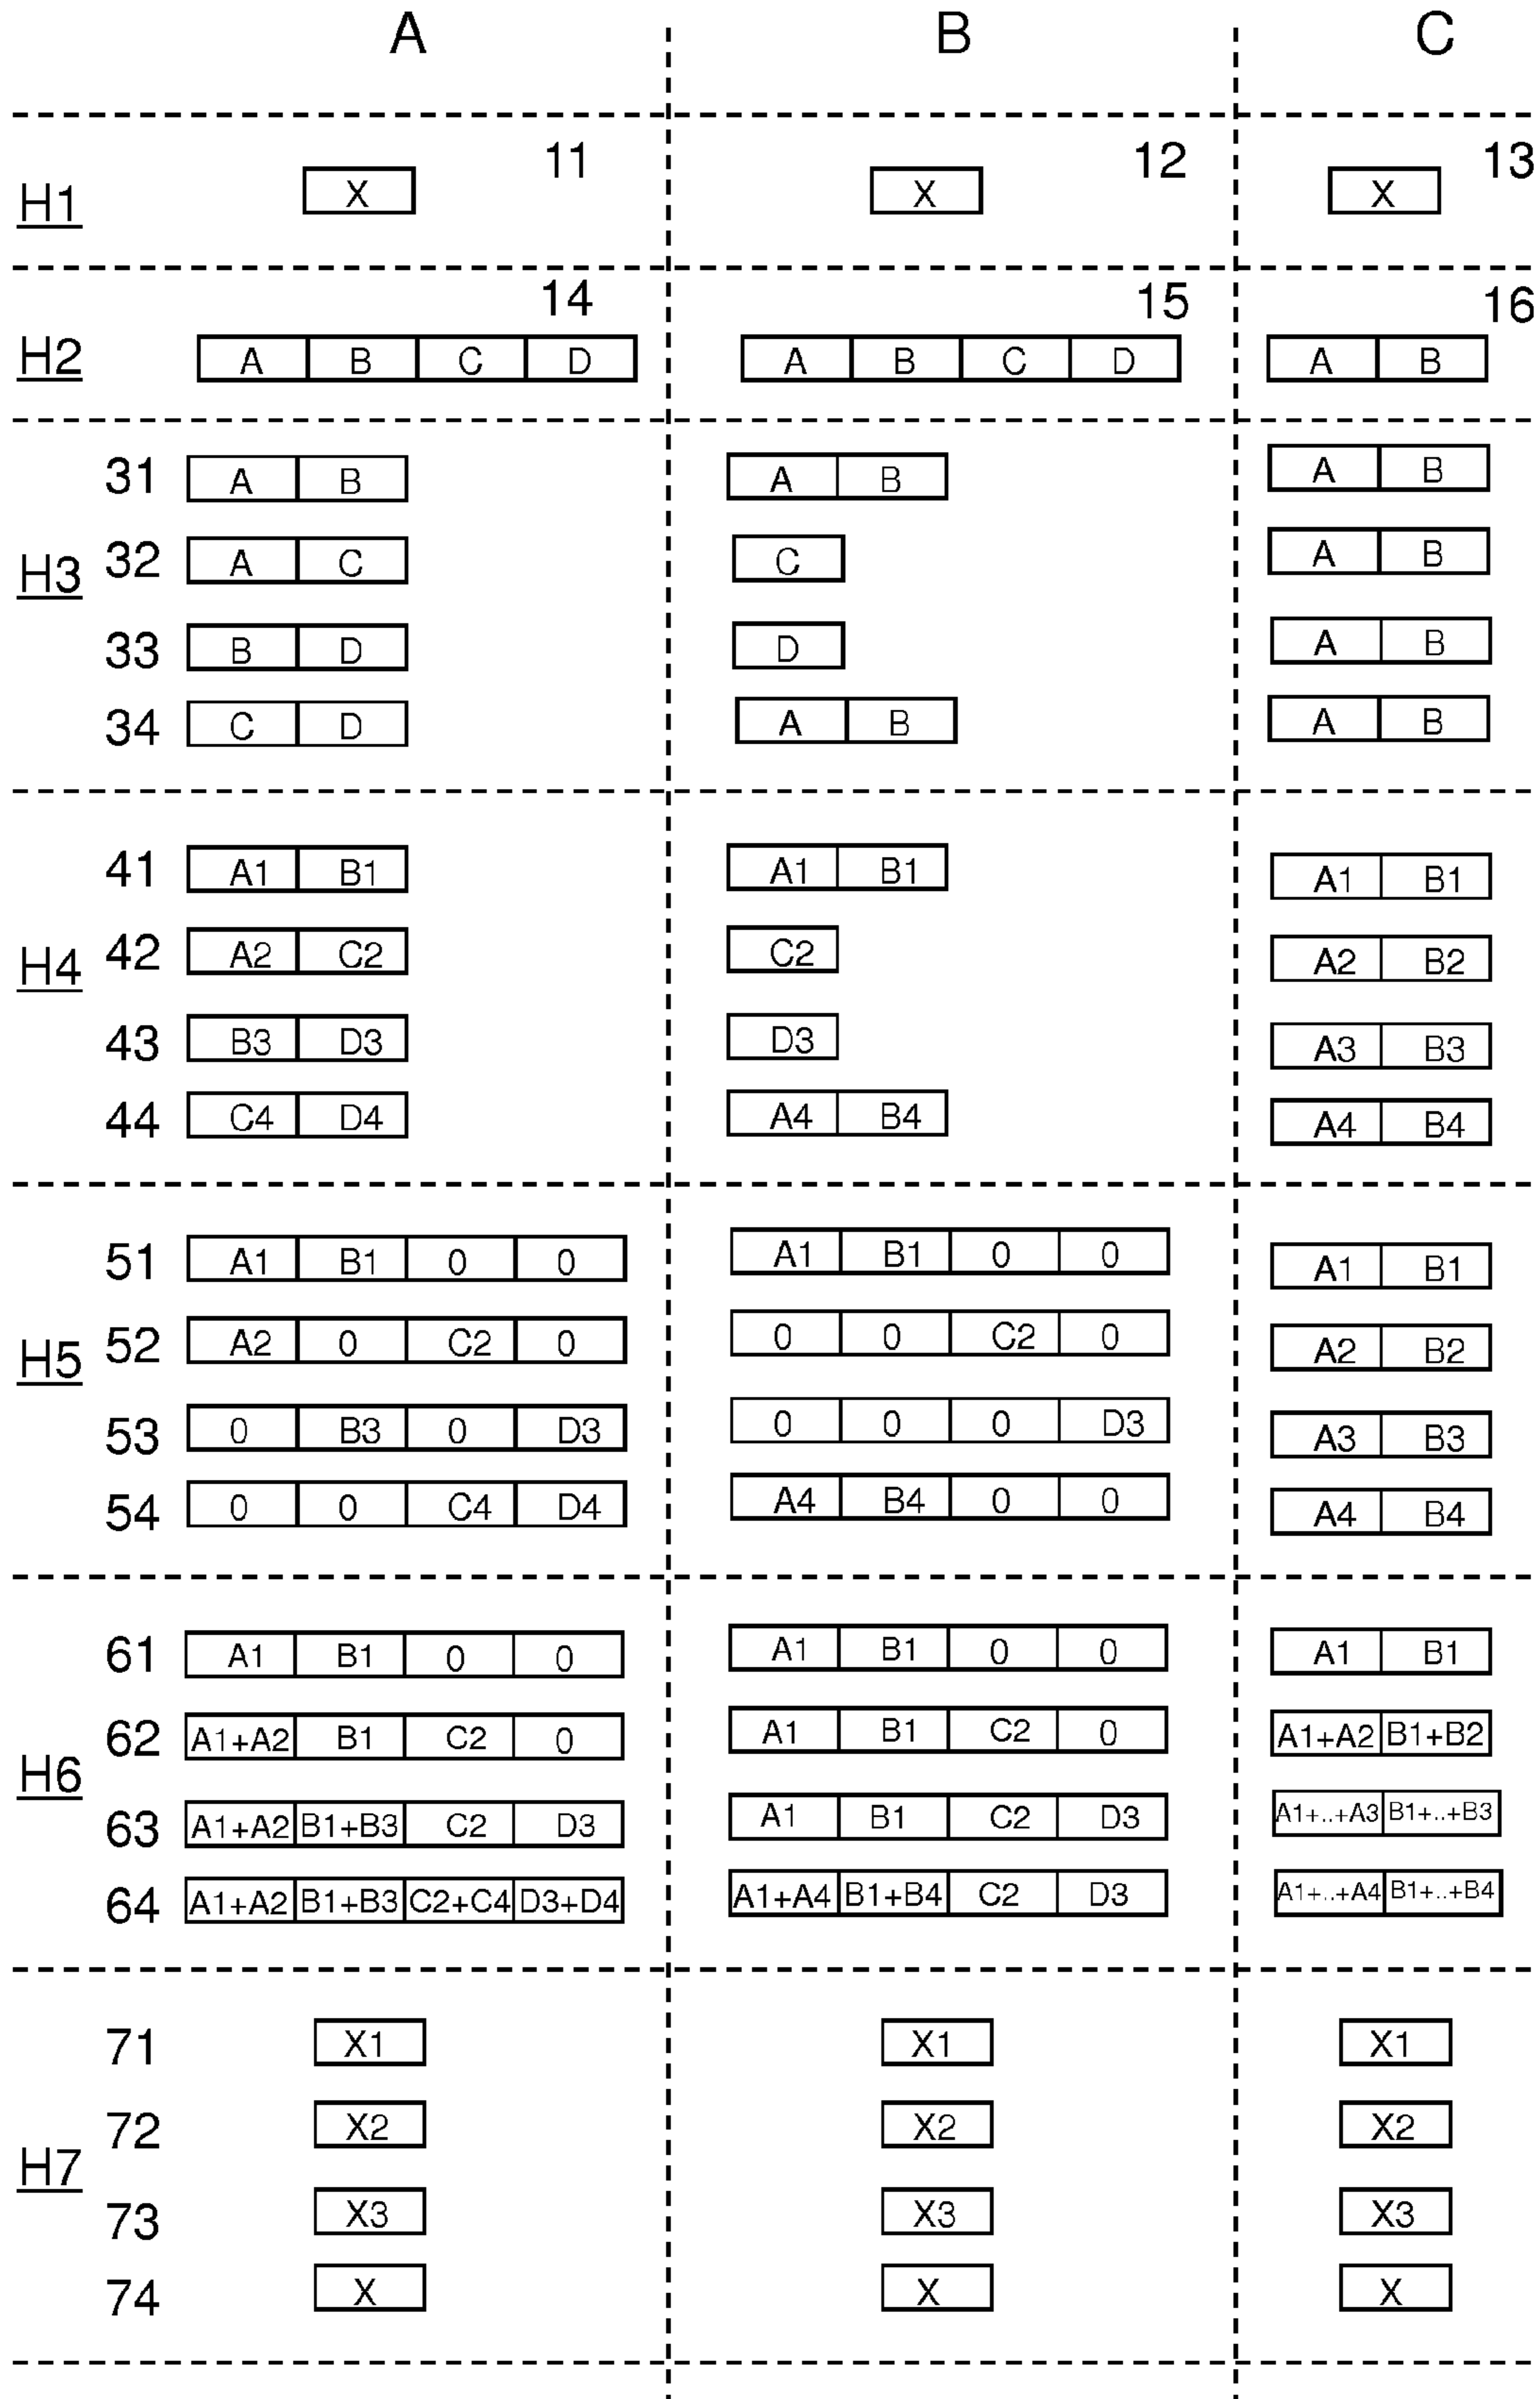 A B C
11 12 13
H1 X X X
14 15 16
H2 A B C D A B C D A B
31 A B A B A B
H3 32 A C C A B
33 B D D A B
34 C D A B A B
41 A1 B1 A1 B1 A1 B1
H4 42 A2 C2 C2 A2 B2
43 B3 D3 D3 A3 B3
44 C4 D4 A4 B4 A4 B4
51 A1 B1 0 0 A1 B1 0 0 A1 B1
H5 52 A2 0 C2 0 0 0 C2 0 A2 B2
53 0 B3 0 D3 0 0 0 D3 A3 B3
54 0 0 C4 D4 A4 B4 0 0 A4 B4
61 A1 B1 0 0 A1 B1 0 0 A1 B1
H6 62 A1+A2 B1 C2 0 A1 B1 C2 0 A1+A2 B1+B2
63 A1+A2 B1+B3 C2 D3 A1 B1 C2 D3 A1+..+A3 B1+..+B3
64 A1+A2 B1+B3 C2+C4 D3+D4 A1+A4 B1+B4 C2 D3 A1+..+A4 B1+..+B4
71 X1 X1 X1
H7 72 X2 X2 X2
73 X3 X3 X3
74 X X X